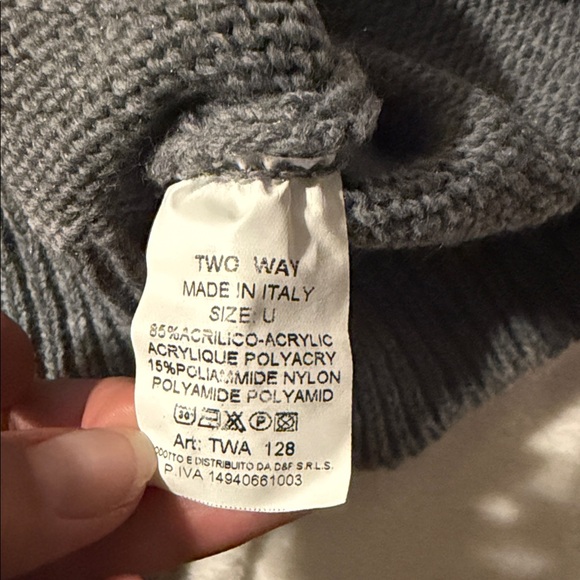 TWO WAY
MADE IN ITALY
SIZE: U
85%ACRILICO-ACRYLIC
ACRYLIQUE POLYACRY
15%POLIAMMIDE NYLON
POLYAMIDE POLYAMID
30 P
Art: TWA 128
E DISTRIBUITO DA D&F S.R.L.S.
P.IVA 14940661003